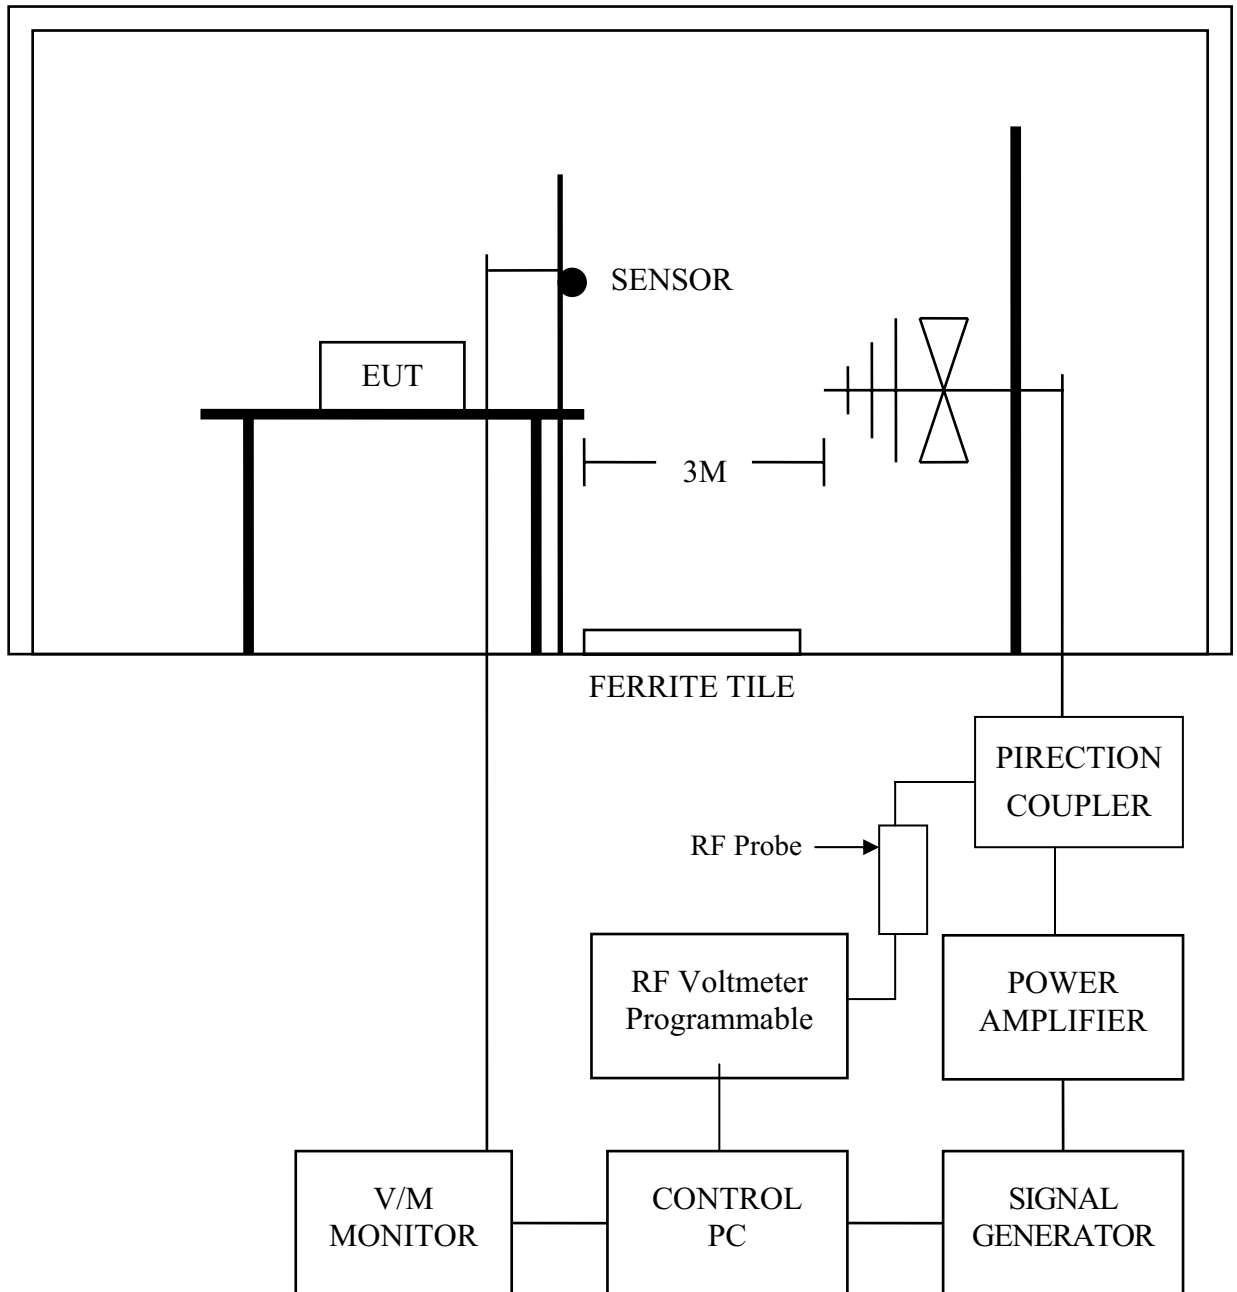 SENSOR
EUT
3M
FERRITE TILE
PIRECTION
COUPLER
RF Probe
RF Voltmeter
Programmable
POWER
AMPLIFIER
V/M
MONITOR
CONTROL
PC
SIGNAL
GENERATOR